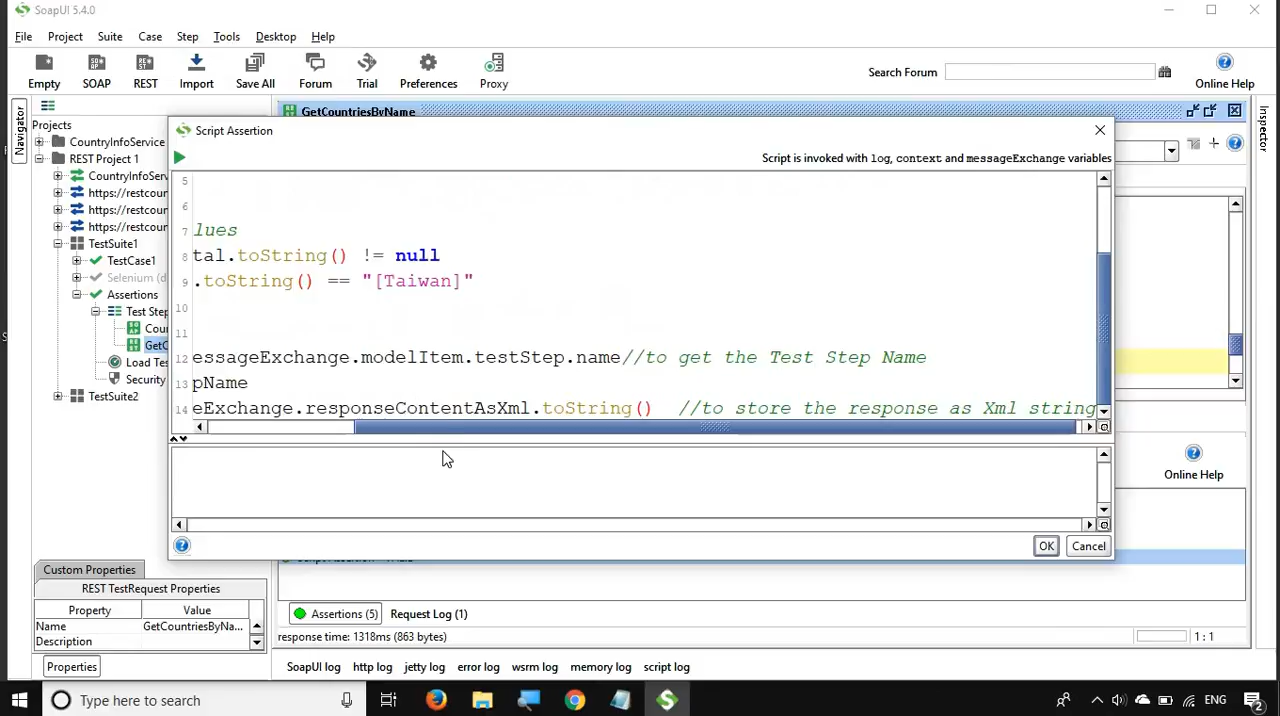 SoapUI 5.4.0
File Project Suite Case Step Tools Desktop Help
Empty SOAP REST Import Save All Forum Trial Preferences Proxy
Search Forum
Online Help
Navigator
Inspector
Projects
CountryInfoService
REST Project 1
CountryInfoServ
https://restcour
https://restcour
https://restcour
TestSuite1
TestCase1
Selenium (d
Assertions
Test Step
Cou
GetC
Load Te
Security
TestSuite2
GetCountriesByName
Script Assertion
Script is invoked with log, context and messageExchange variables
5
6
7 lues
8 tal.toString() != null
9 .toString() == "[Taiwan]"
10
11
12 essageExchange.modelItem.testStep.name//to get the Test Step Name
13 pName
14 eExchange.responseContentAsXml.toString() //to store the response as Xml string
OK Cancel
Online Help
Custom Properties
REST TestRequest Properties
Property Value
Name GetCountriesByNa...
Description
Properties
Assertions (5) Request Log (1)
response time: 1318ms (863 bytes)
1 : 1
SoapUI log http log jetty log error log wsrm log memory log script log
Type here to search
ENG
2